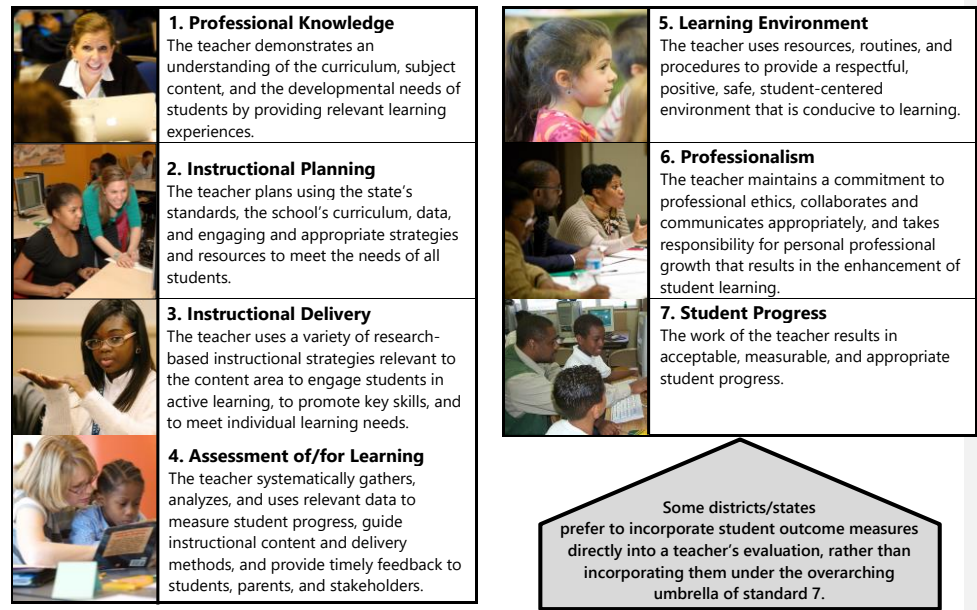 1. Professional Knowledge
The teacher demonstrates an
understanding of the curriculum, subject
content, and the developmental needs of
students by providing relevant learning
experiences.
2. Instructional Planning
The teacher plans using the state’s
standards, the school’s curriculum, data,
and engaging and appropriate strategies
and resources to meet the needs of all
students.
3. Instructional Delivery
The teacher uses a variety of research-
based instructional strategies relevant to
the content area to engage students in
active learning, to promote key skills, and
to meet individual learning needs.
4. Assessment of/for Learning
The teacher systematically gathers,
analyzes, and uses relevant data to
measure student progress, guide
instructional content and delivery
methods, and provide timely feedback to
students, parents, and stakeholders.
5. Learning Environment
The teacher uses resources, routines, and
procedures to provide a respectful,
positive, safe, student-centered
environment that is conducive to learning.
6. Professionalism
The teacher maintains a commitment to
professional ethics, collaborates and
communicates appropriately, and takes
responsibility for personal professional
growth that results in the enhancement of
student learning.
7. Student Progress
The work of the teacher results in
acceptable, measurable, and appropriate
student progress.
Some districts/states
prefer to incorporate student outcome measures
directly into a teacher’s evaluation, rather than
incorporating them under the overarching
umbrella of standard 7.